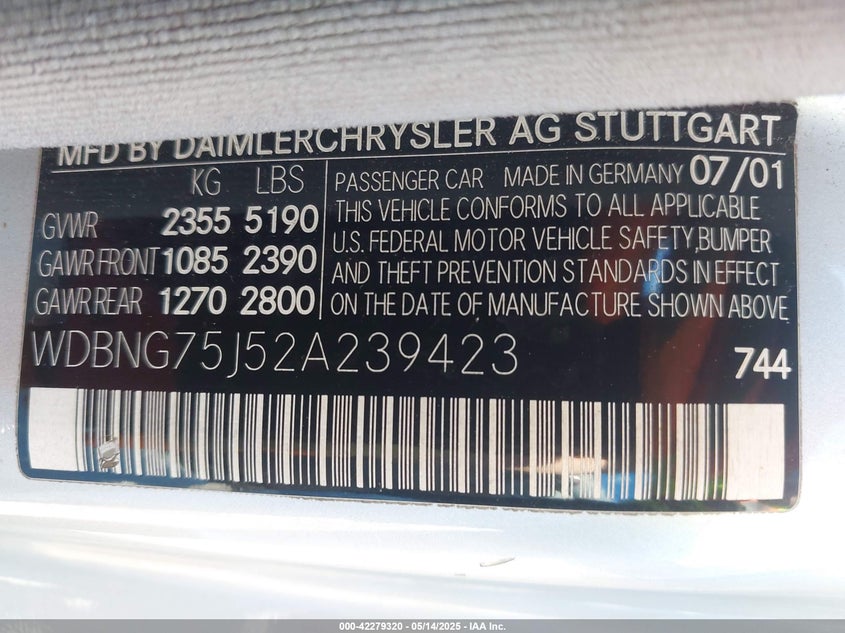 MFD BY DAIMLERCHRYSLER AG STUTTGART
KG LBS
GVWR 2355 5190
GAWR FRONT 1085 2390
GAWR REAR 1270 2800
PASSENGER CAR MADE IN GERMANY 07/01
THIS VEHICLE CONFORMS TO ALL APPLICABLE
U.S. FEDERAL MOTOR VEHICLE SAFETY, BUMPER
AND THEFT PREVENTION STANDARDS IN EFFECT
ON THE DATE OF MANUFACTURE SHOWN ABOVE
WDBNG75J52A239423
744
000-42279320 | 05/14/2025 | IAA Inc.